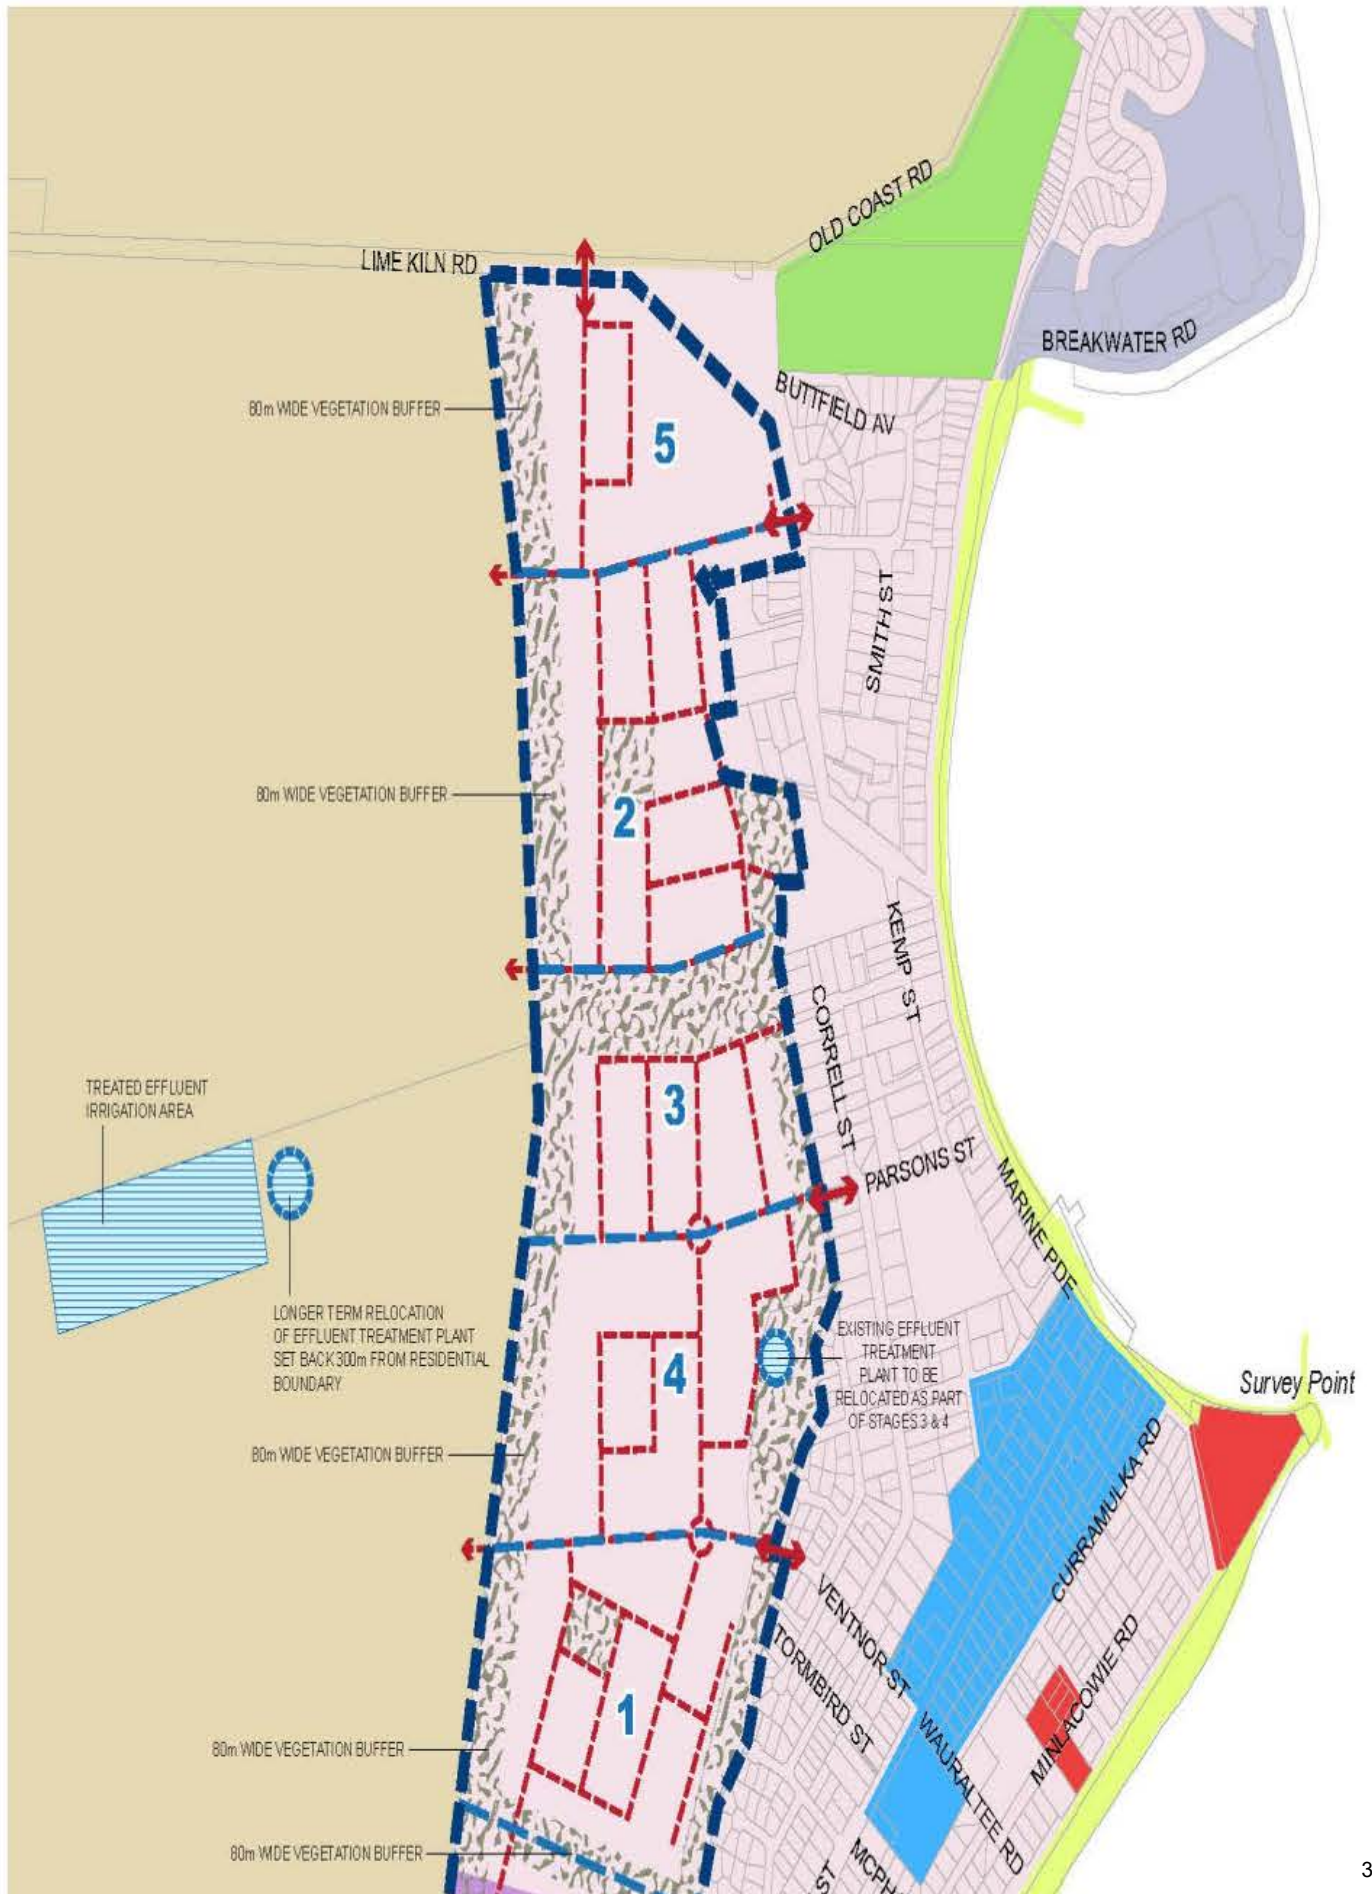 OLD COAST RD
LIME KILN RD
BREAKWATER RD
BUTTFIELD AV
80m WIDE VEGETATION BUFFER
5
SMITH ST
80m WIDE VEGETATION BUFFER
2
KEMP ST
CORRELL ST
TREATED EFFLUENT
IRRIGATION AREA
3
PARSONS ST
MARINE PDE
LONGER TERM RELOCATION
OF EFFLUENT TREATMENT PLANT
SET BACK 300m FROM RESIDENTIAL
BOUNDARY
EXISTING EFFLUENT
TREATMENT
PLANT TO BE
RELOCATED AS PART
OF STAGES 3 & 4
4
Survey Point
80m WIDE VEGETATION BUFFER
CURRAMULKA RD
VENTNOR ST
TORMBIRD ST
1
MINLACOWIE RD
WAURALTEE RD
80m WIDE VEGETATION BUFFER
80m WIDE VEGETATION BUFFER
MCPH
ST
3